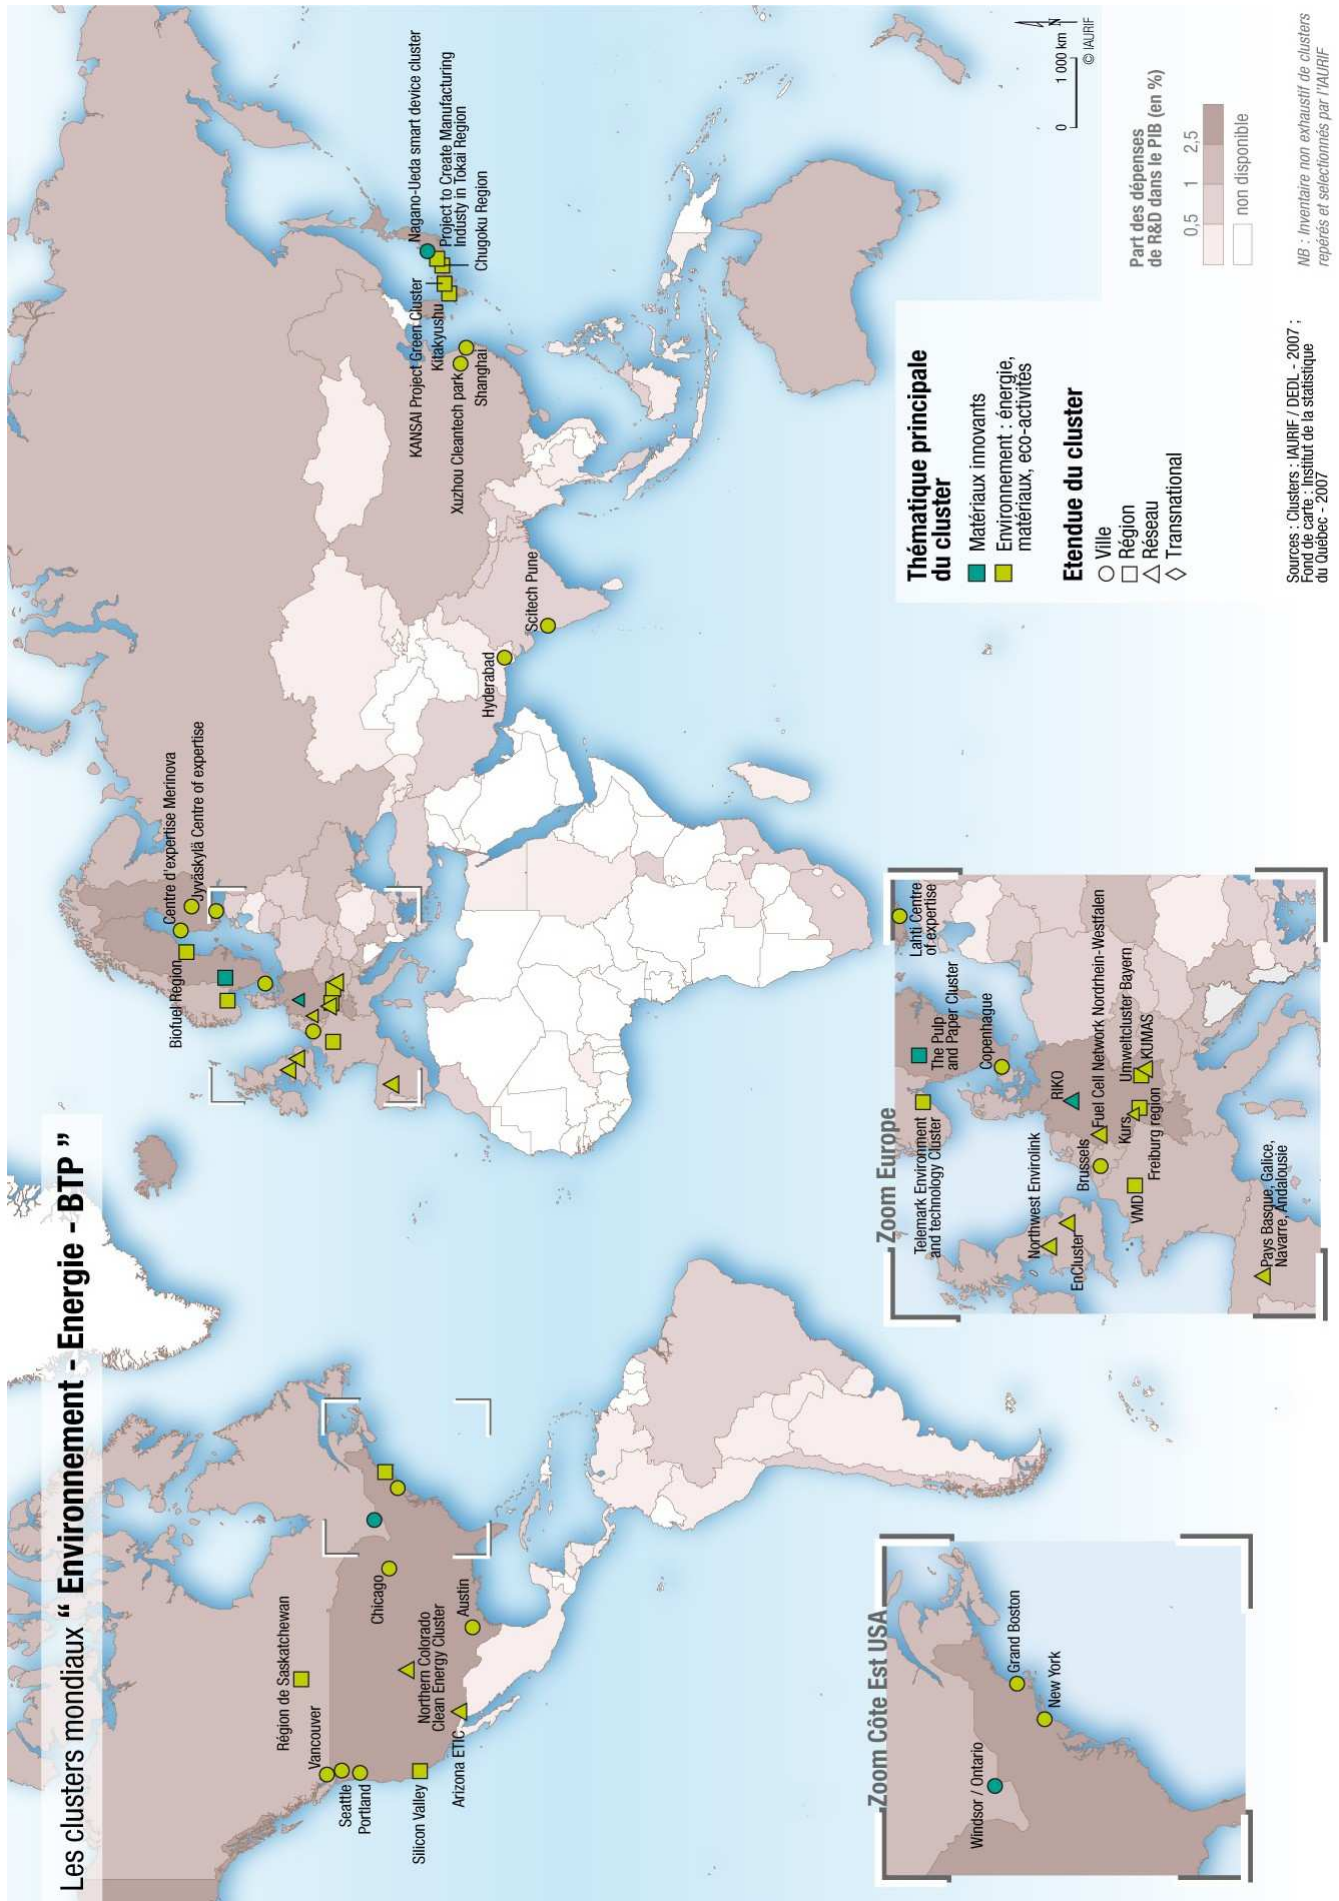 Les clusters mondiaux “ Environnement - Energie - BTP ”
Région de Saskatchewan
Vancouver
Seattle
Portland
Silicon Valley
Arizona ETIC
Northern Colorado
Clean Energy Cluster
Chicago
Austin
Biofuel Region
Centre d'expertise Merinova
Jyväskylä Centre of expertise
Hyderabad
Scitech Pune
KANSAI Project Green Cluster
Kitakyushu
Xuzhou Cleantech park
Shanghai
Nagano-Ueda smart device cluster
Project to Create Manufacturing
Industy in Tokai Region
Chugoku Region
Zoom Côte Est USA
Windsor / Ontario
Grand Boston
New York
Zoom Europe
Telemark Environment
and technology Cluster
The Pulp
and Paper Cluster
Lahti Centre
of expertise
Copenhague
Northwest Envirolink
EnCluster
RIKO
Brussels
Fuel Cell Network Nordrhein-Westfalen
VMD
Kurs
Freiburg region
Umweltcluster Bayern
KUMAS
Pays Basque, Galice,
Navarre, Andalousie
Thématique principale
du cluster
Matériaux innovants
Environnement : énergie,
matériaux, eco-activités
Etendue du cluster
Ville
Région
Réseau
Transnational
0 1 000 km N
© IAURIF
Part des dépenses
de R&D dans le PIB (en %)
0,5 1 2,5
non disponible
Sources : Clusters : IAURIF / DEDL - 2007 ;
Fond de carte : Institut de la statistique
du Québec - 2007
NB : Inventaire non exhaustif de clusters
repérés et selectionnés par l'IAURIF